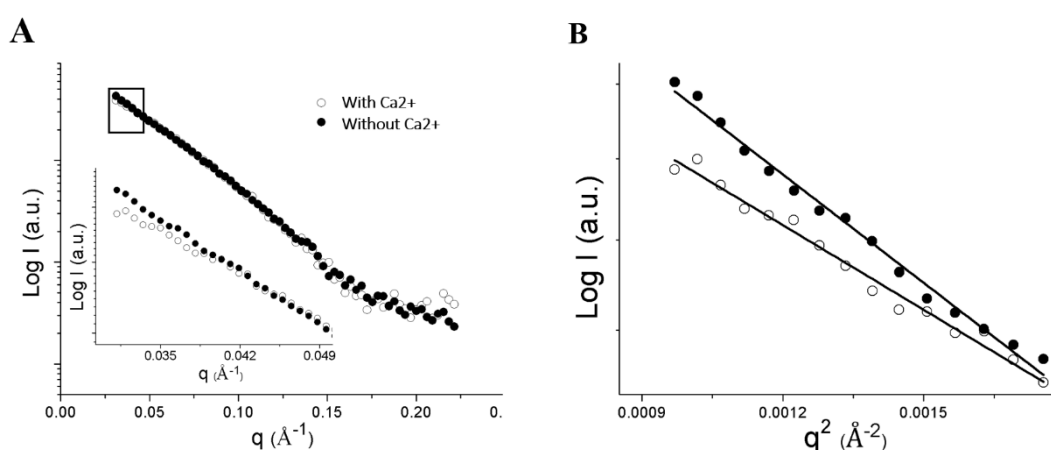 A
B
With Ca2+
Without Ca2+
Log I (a.u.)
Log I (a.u.)
0.035
0.042
0.049
q (Å-1)
0.00
0.05
0.10
0.15
0.20
0.
q (Å-1)
Log I (a.u.)
0.0009
0.0012
0.0015
q2 (Å-2)